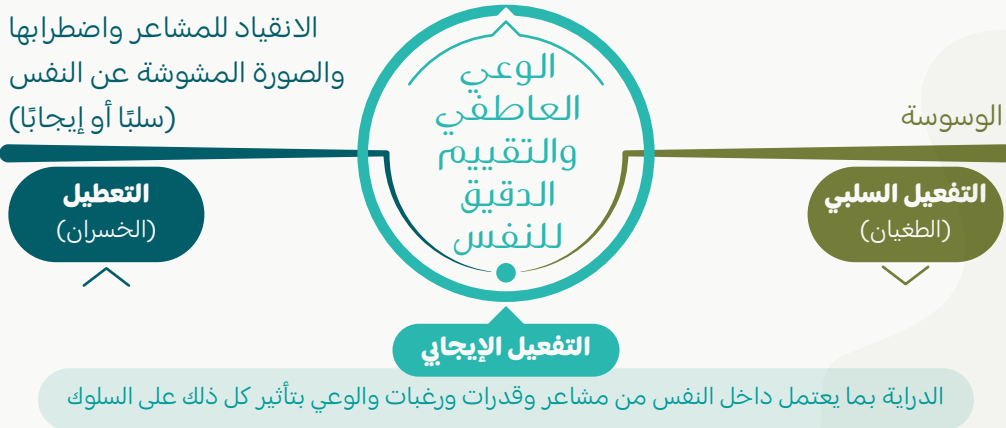 الوسوسة
التفعيل السلبي
(الطغيان)
الوعي
العاطفي
والتقييم
الدقيق
للنفس
الانقياد للمشاعر واضطرابها
والصورة المشوشة عن النفس
(سلبًا أو إيجابًا)
التعطيل
(الخسران)
التفعيل الإيجابي
الدراية بما يعتمل داخل النفس من مشاعر وقدرات ورغبات والوعي بتأثير كل ذلك على السلوك